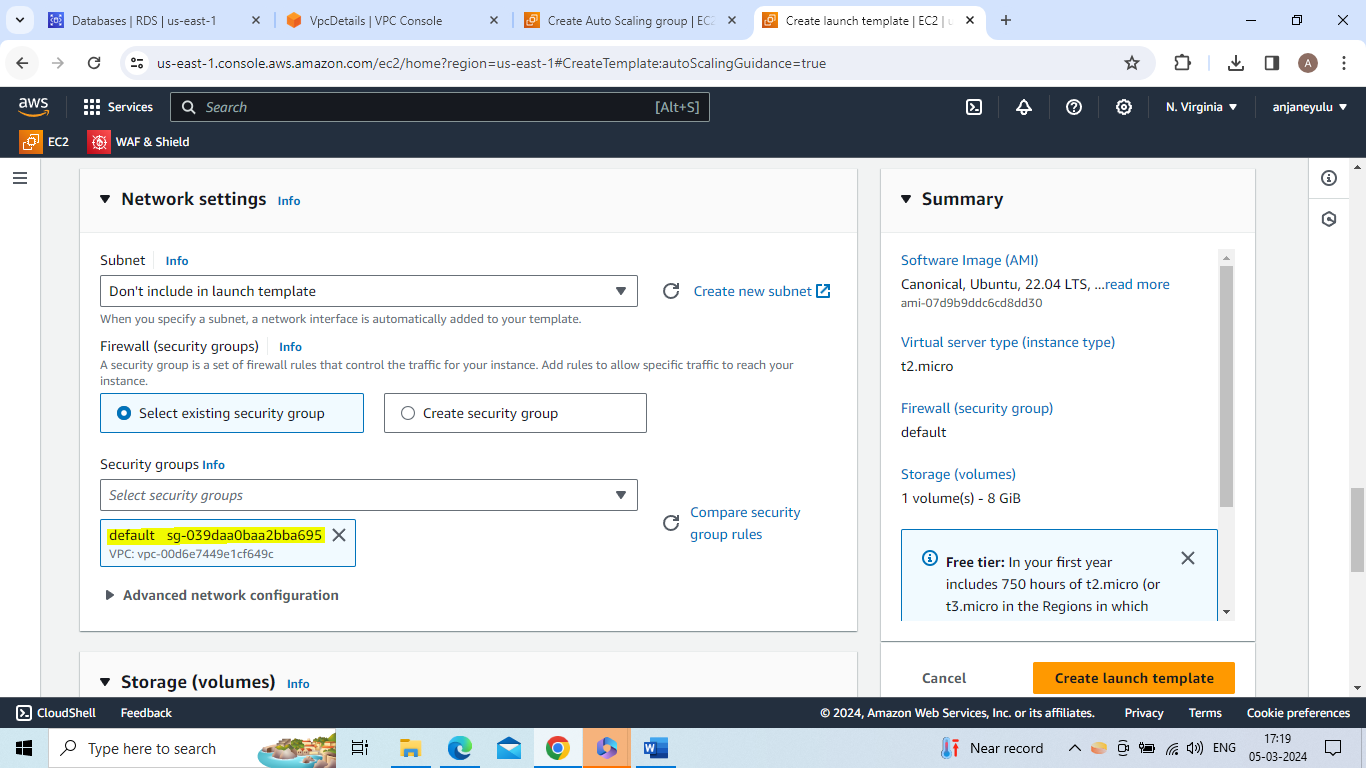 Databases | RDS | us-east-1
VpcDetails | VPC Console
Create Auto Scaling group | EC2
Create launch template | EC2 | u
us-east-1.console.aws.amazon.com/ec2/home?region=us-east-1#CreateTemplate:autoScalingGuidance=true
A
aws
Services
Search
[Alt+S]
N. Virginia
anjaneyulu
EC2
WAF & Shield
Network settings Info
Subnet Info
Don't include in launch template
Create new subnet
When you specify a subnet, a network interface is automatically added to your template.
Firewall (security groups) Info
A security group is a set of firewall rules that control the traffic for your instance. Add rules to allow specific traffic to reach your
instance.
Select existing security group
Create security group
Security groups Info
Select security groups
Compare security
group rules
default sg-039daa0baa2bba695
VPC: vpc-00d6e7449e1cf649c
Advanced network configuration
Storage (volumes) Info
Summary
Software Image (AMI)
Canonical, Ubuntu, 22.04 LTS, ...read more
ami-07d9b9ddc6cd8dd30
Virtual server type (instance type)
t2.micro
Firewall (security group)
default
Storage (volumes)
1 volume(s) - 8 GiB
Free tier: In your first year
includes 750 hours of t2.micro (or
t3.micro in the Regions in which
Cancel
Create launch template
CloudShell
Feedback
© 2024, Amazon Web Services, Inc. or its affiliates.
Privacy
Terms
Cookie preferences
Type here to search
Near record
ENG
17:19
05-03-2024